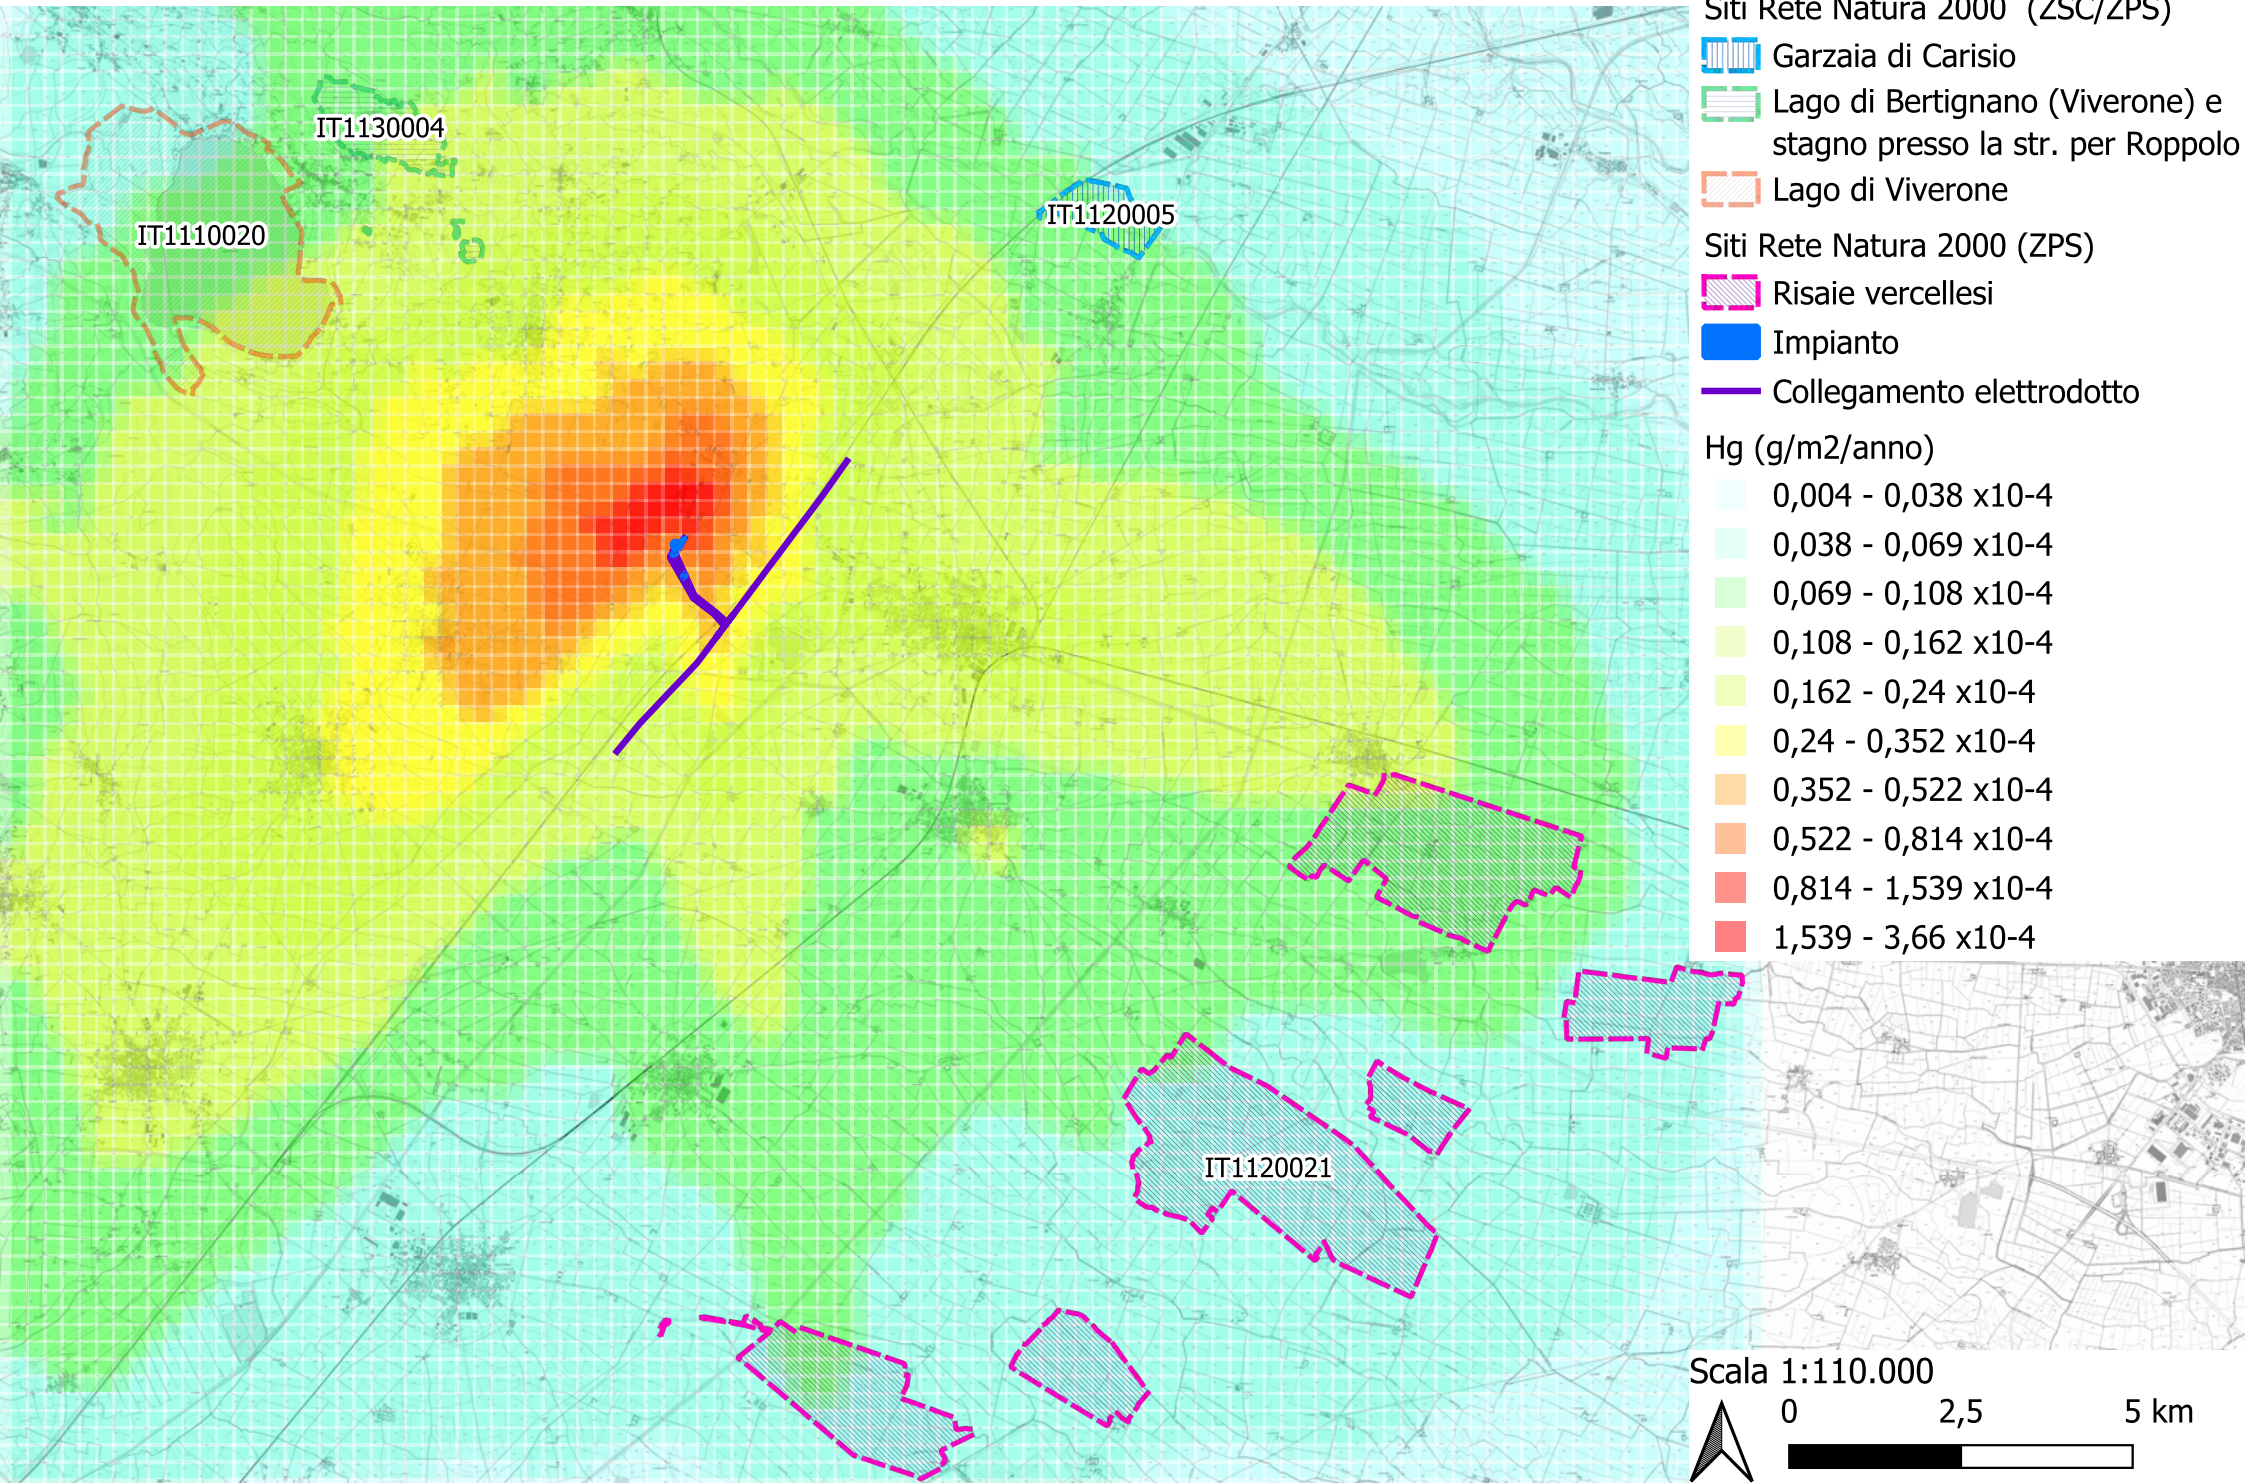 Siti Rete Natura 2000 (ZSC/ZPS)
Garzaia di Carisio
Lago di Bertignano (Viverone) e
stagno presso la str. per Roppolo
Lago di Viverone
Siti Rete Natura 2000 (ZPS)
Risaie vercellesi
Impianto
Collegamento elettrodotto
Hg (g/m2/anno)
0,004 - 0,038 x10-4
0,038 - 0,069 x10-4
0,069 - 0,108 x10-4
0,108 - 0,162 x10-4
0,162 - 0,24 x10-4
0,24 - 0,352 x10-4
0,352 - 0,522 x10-4
0,522 - 0,814 x10-4
0,814 - 1,539 x10-4
1,539 - 3,66 x10-4
IT1130004
IT1120005
IT1110020
IT1120021
Scala 1:110.000
0 2,5 5 km